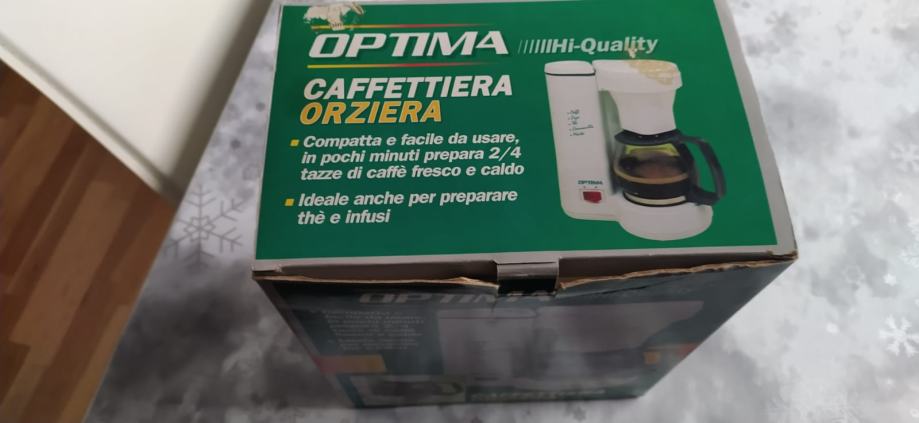 OPTIMA Hi-Quality
CAFFETTIERA
ORZIERA
Compatta e facile da usare,
in pochi minuti prepara 2/4
tazze di caffè fresco e caldo
Ideale anche per preparare
thè e infusi
OPTIMA
OPTIMA